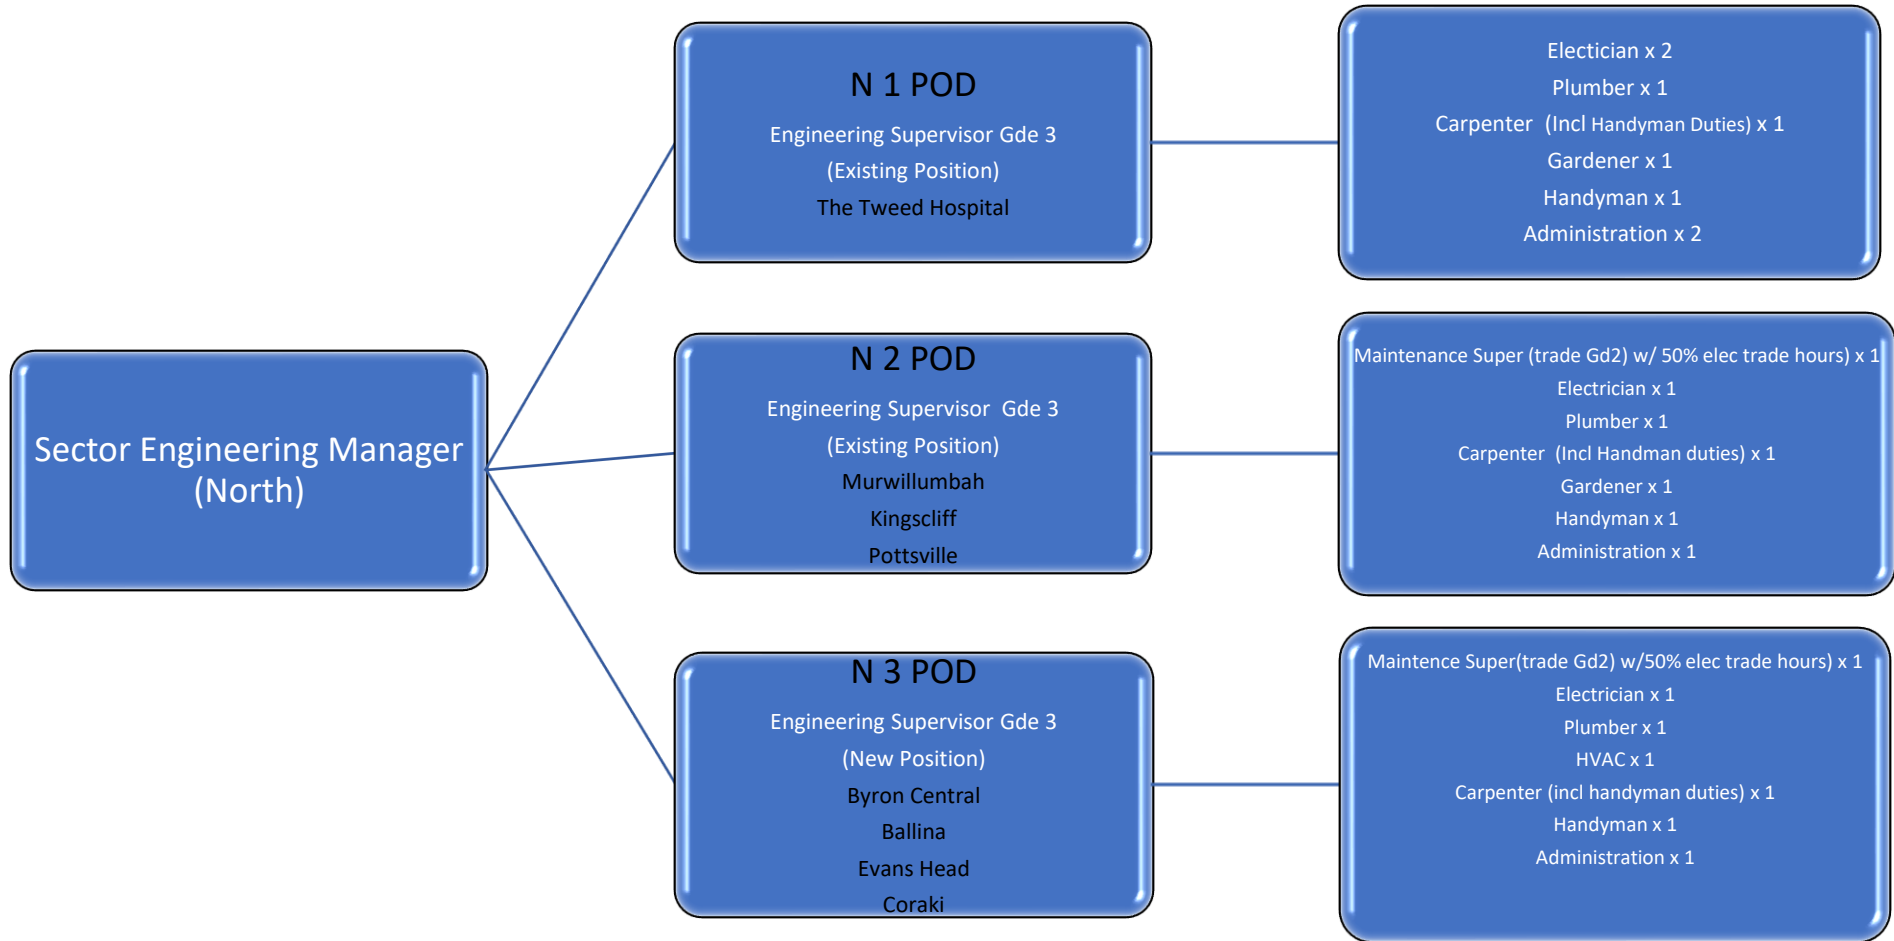 Sector Engineering Manager
(North)
N 1 POD
Engineering Supervisor Gde 3
(Existing Position)
The Tweed Hospital
Electician x 2
Plumber x 1
Carpenter (Incl Handyman Duties) x 1
Gardener x 1
Handyman x 1
Administration x 2
N 2 POD
Engineering Supervisor Gde 3
(Existing Position)
Murwillumbah
Kingscliff
Pottsville
Maintenance Super (trade Gd2) w/ 50% elec trade hours) x 1
Electrician x 1
Plumber x 1
Carpenter (Incl Handman duties) x 1
Gardener x 1
Handyman x 1
Administration x 1
N 3 POD
Engineering Supervisor Gde 3
(New Position)
Byron Central
Ballina
Evans Head
Coraki
Maintence Super(trade Gd2) w/50% elec trade hours) x 1
Electrician x 1
Plumber x 1
HVAC x 1
Carpenter (incl handyman duties) x 1
Handyman x 1
Administration x 1